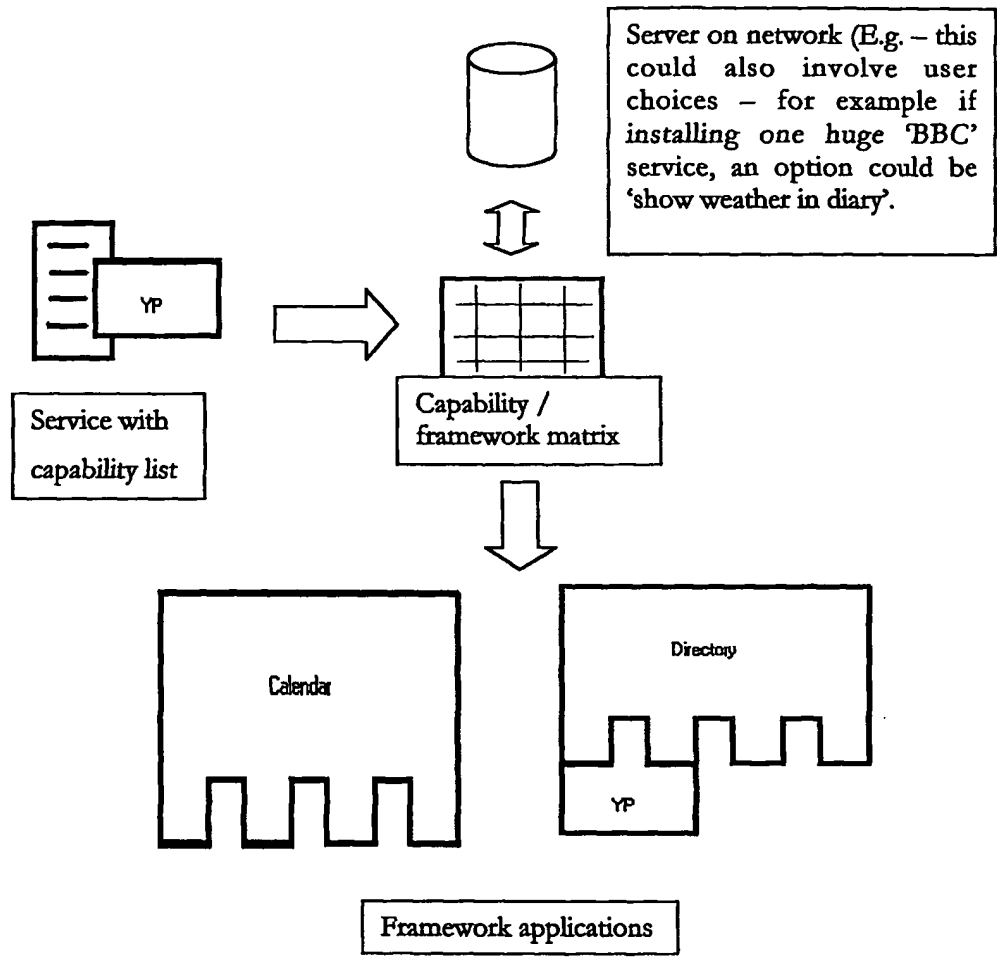 Server on network (E.g. – this
could also involve user
choices – for example if
installing one huge 'BBC'
service, an option could be
'show weather in diary'.
YP
Service with
capability list
Capability /
framework matrix
Calendar
Directory
YP
Framework applications